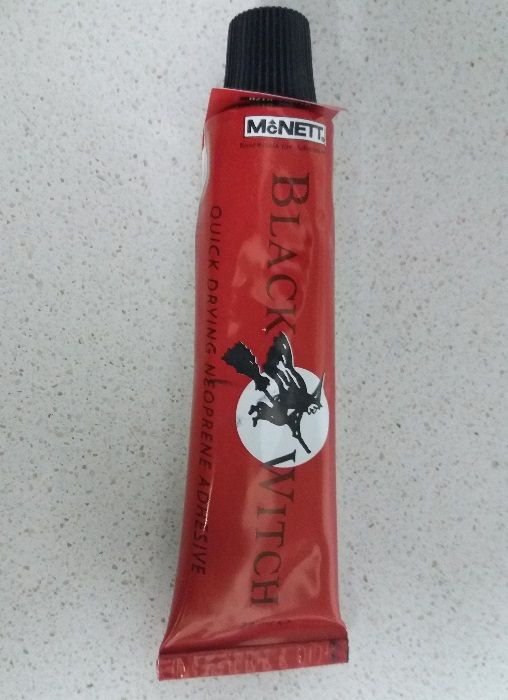 McNETT
BLACK WITCH
QUICK DRYING NEOPRENE ADHESIVE